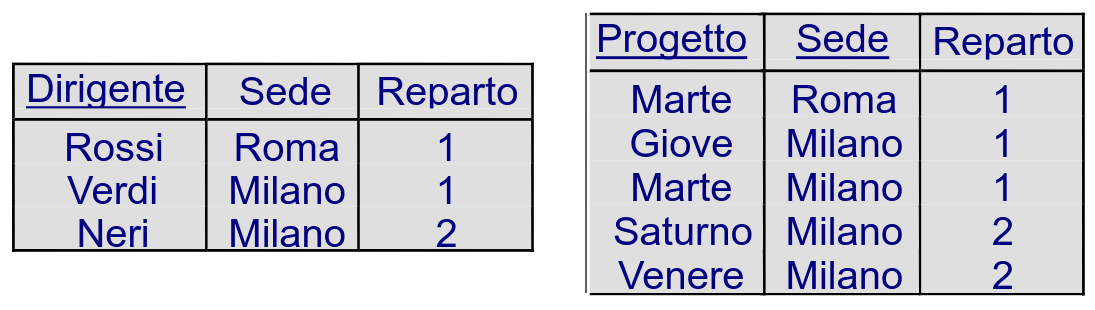 Dirigente Sede Reparto
Rossi Roma 1
Verdi Milano 1
Neri Milano 2
Progetto Sede Reparto
Marte Roma 1
Giove Milano 1
Marte Milano 1
Saturno Milano 2
Venere Milano 2